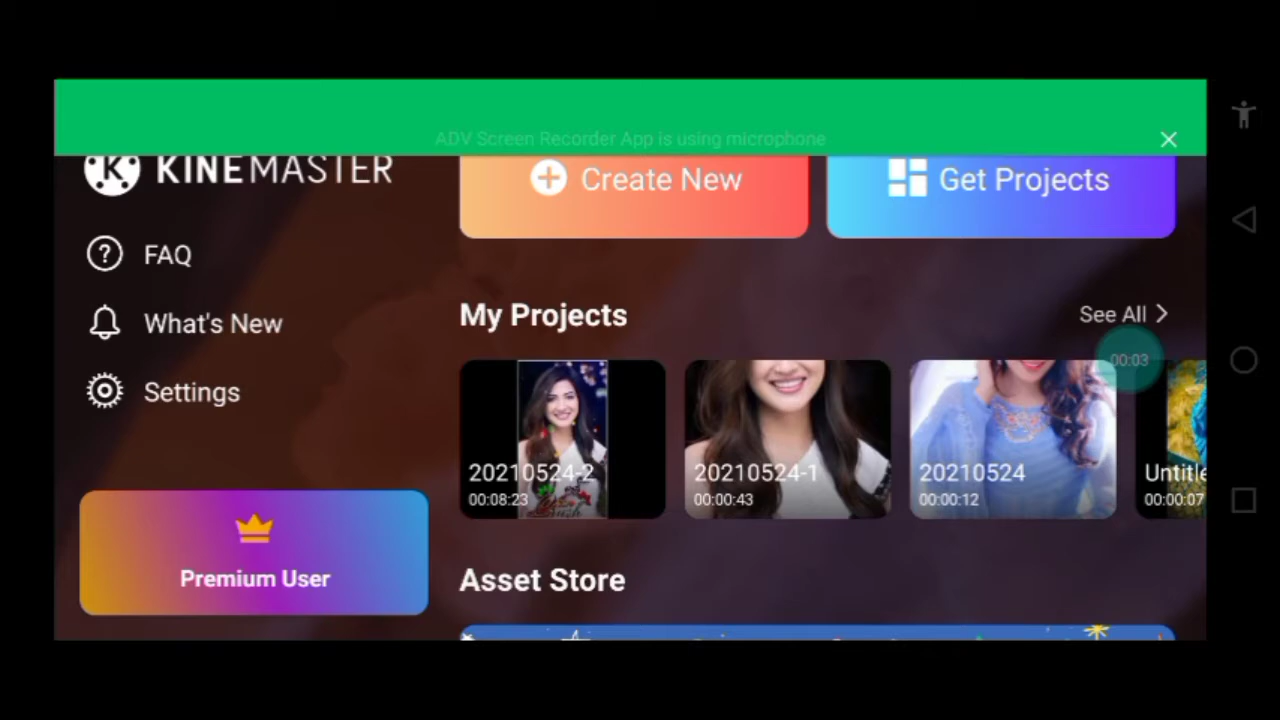 ADV Screen Recorder App is using microphone
KINEMASTER
Create New
Get Projects
FAQ
What's New
Settings
Premium User
My Projects
See All
00:03
20210524-2
00:08:23
20210524-1
00:00:43
20210524
00:00:12
Untitle
00:00:07
Asset Store